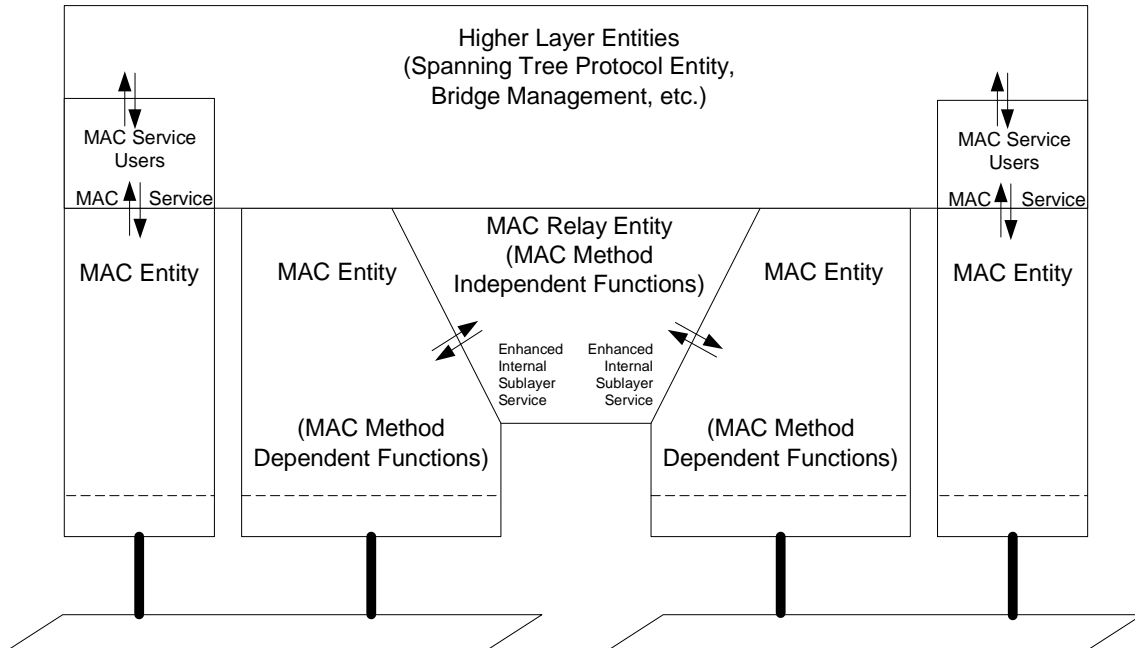 Higher Layer Entities
(Spanning Tree Protocol Entity,
Bridge Management, etc.)
MAC Service
Users
MAC Service
MAC Service
Users
MAC Service
MAC Entity
MAC Entity
(MAC Method
Dependent Functions)
MAC Relay Entity
(MAC Method
Independent Functions)
Enhanced
Internal
Sublayer
Service
Enhanced
Internal
Sublayer
Service
MAC Entity
(MAC Method
Dependent Functions)
MAC Entity